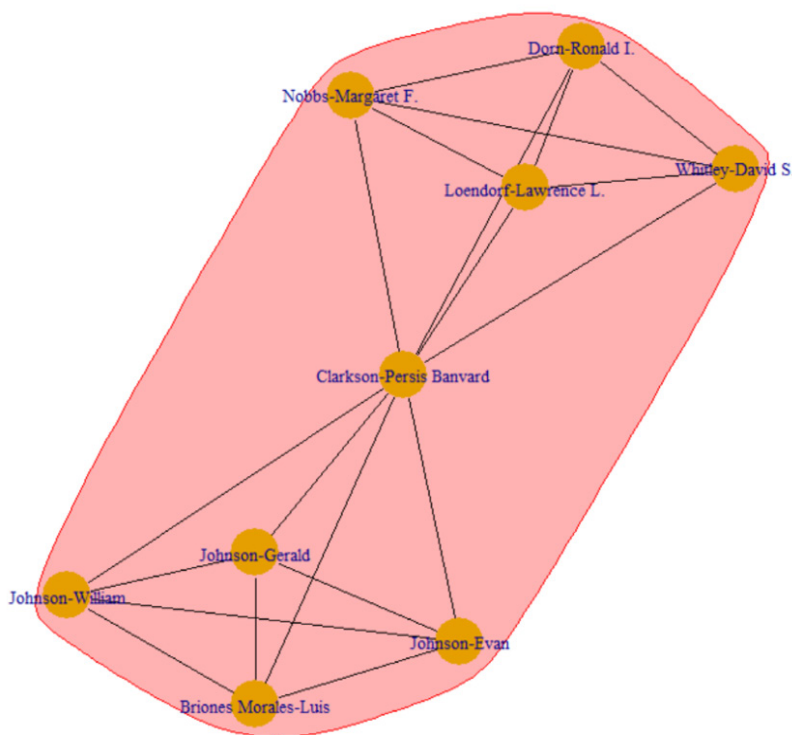 Dorn-Ronald I.
Nobbs-Margaret F.
Whitley-David S
Loendorf-Lawrence L.
Clarkson-Persis Banvard
Johnson-Gerald
Johnson-William
Johnson-Evan
Briones Morales-Luis